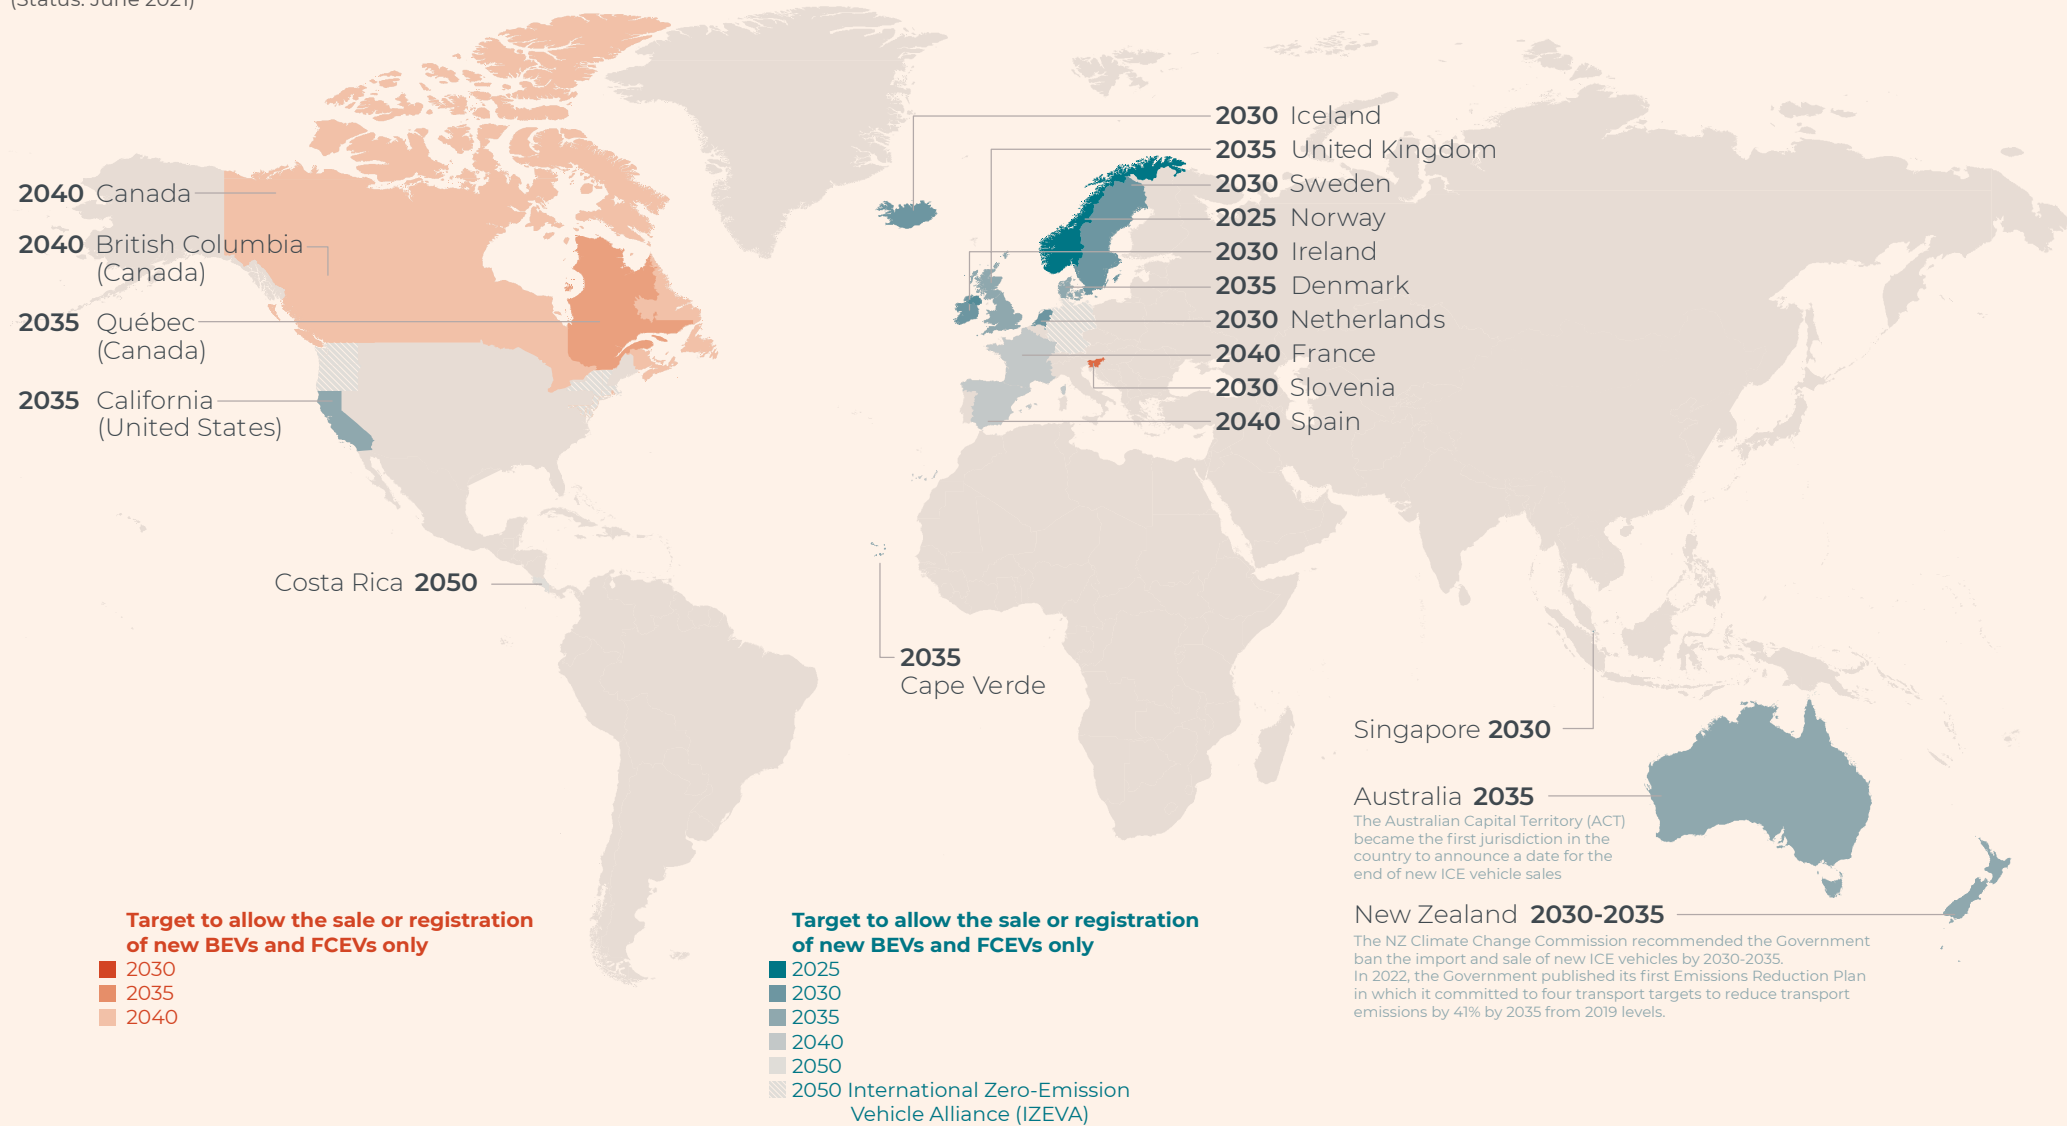 (Status: June 2021)
2040 Canada
2040 British Columbia
(Canada)
2035 Québec
(Canada)
2035 California
(United States)
Costa Rica 2050
2030 Iceland
2035 United Kingdom
2030 Sweden
2025 Norway
2030 Ireland
2035 Denmark
2030 Netherlands
2040 France
2030 Slovenia
2040 Spain
2035
Cape Verde
Singapore 2030
Australia 2035
The Australian Capital Territory (ACT)
became the first jurisdiction in the
country to announce a date for the
end of new ICE vehicle sales
New Zealand 2030-2035
The NZ Climate Change Commission recommended the Government
ban the import and sale of new ICE vehicles by 2030-2035.
In 2022, the Government published its first Emissions Reduction Plan
in which it committed to four transport targets to reduce transport
emissions by 41% by 2035 from 2019 levels.
Target to allow the sale or registration
of new BEVs and FCEVs only
2030
2035
2040
Target to allow the sale or registration
of new BEVs and FCEVs only
2025
2030
2035
2040
2050
2050 International Zero-Emission
Vehicle Alliance (IZEVA)